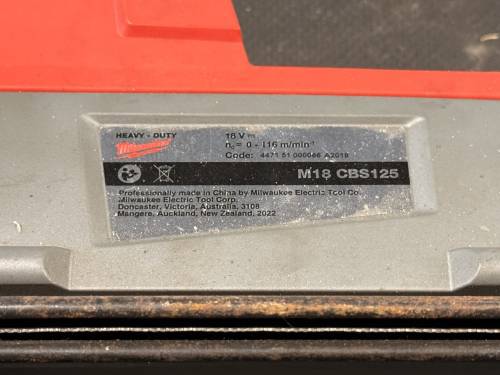 HEAVY - DUTY
Milwaukee
18 V
n₀ = 0 - 116 m/min⁻¹
Code: 4471 51 000046 A2019
M18 CBS125
Professionally made in China by Milwaukee Electric Tool Co.
Milwaukee Electric Tool Corp.
Doncaster, Victoria, Australia, 3108
Mangere, Auckland, New Zealand, 2022